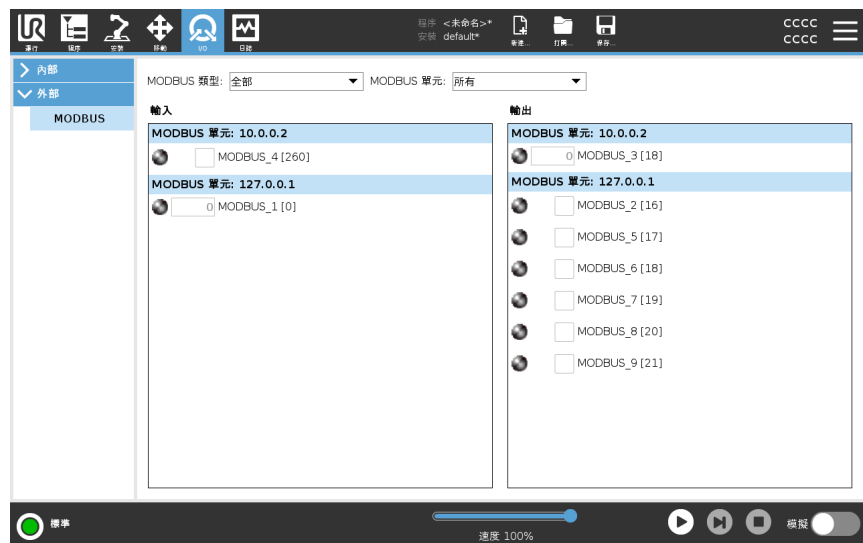 UR
運行
程序
安裝
移動
I/O
日誌
程序 <未命名>*
安裝 default*
新建...
打開...
保存...
CCCC
CCCC
內部
外部
MODBUS
MODBUS 類型: 全部
MODBUS 單元: 所有
輸入
MODBUS 單元: 10.0.0.2
MODBUS_4 [260]
MODBUS 單元: 127.0.0.1
0 MODBUS_1 [0]
輸出
MODBUS 單元: 10.0.0.2
0 MODBUS_3 [18]
MODBUS 單元: 127.0.0.1
MODBUS_2 [16]
MODBUS_5 [17]
MODBUS_6 [18]
MODBUS_7 [19]
MODBUS_8 [20]
MODBUS_9 [21]
標準
速度 100%
模擬